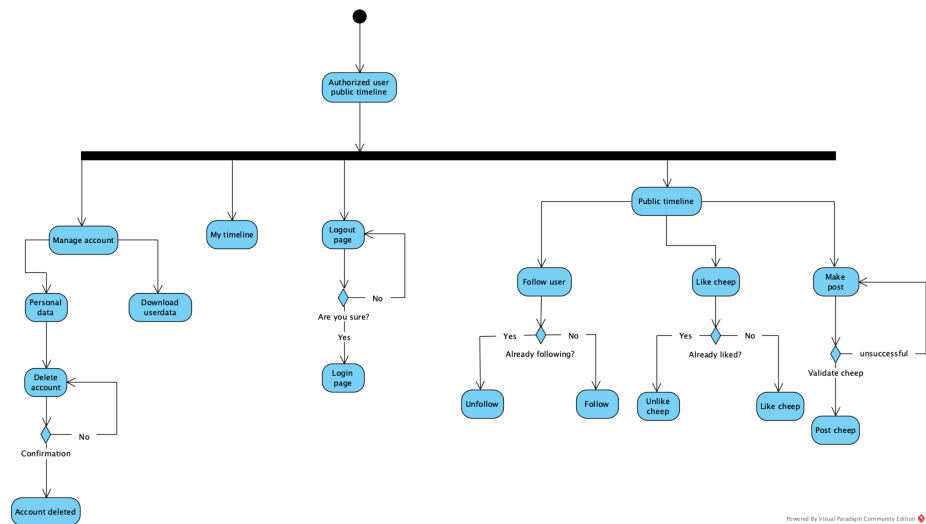 Authorized user
public timeline
Public timeline
Manage account
My timeline
Logout
page
Follow user
Like cheep
Make
post
Personal
data
Download
userdata
No
Are you sure?
Yes
Yes
No
Already following?
Yes
No
Already liked?
unsuccessful
Validate cheep
Login
page
Delete
account
Unfollow
Follow
Unlike
cheep
Like cheep
Post cheep
No
Confirmation
Account deleted
Powered By Visual Paradigm Community Edition